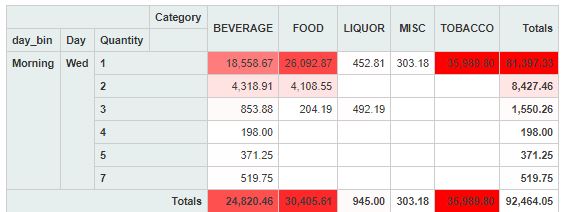 Category
BEVERAGE FOOD LIQUOR MISC TOBACCO Totals
day_bin Day Quantity
Morning Wed 1 18,558.67 26,092.87 452.81 303.18 35,989.80 81,397.33
2 4,318.91 4,108.55 8,427.46
3 853.88 204.19 492.19 1,550.26
4 198.00 198.00
5 371.25 371.25
7 519.75 519.75
Totals 24,820.46 30,405.61 945.00 303.18 35,989.80 92,464.05